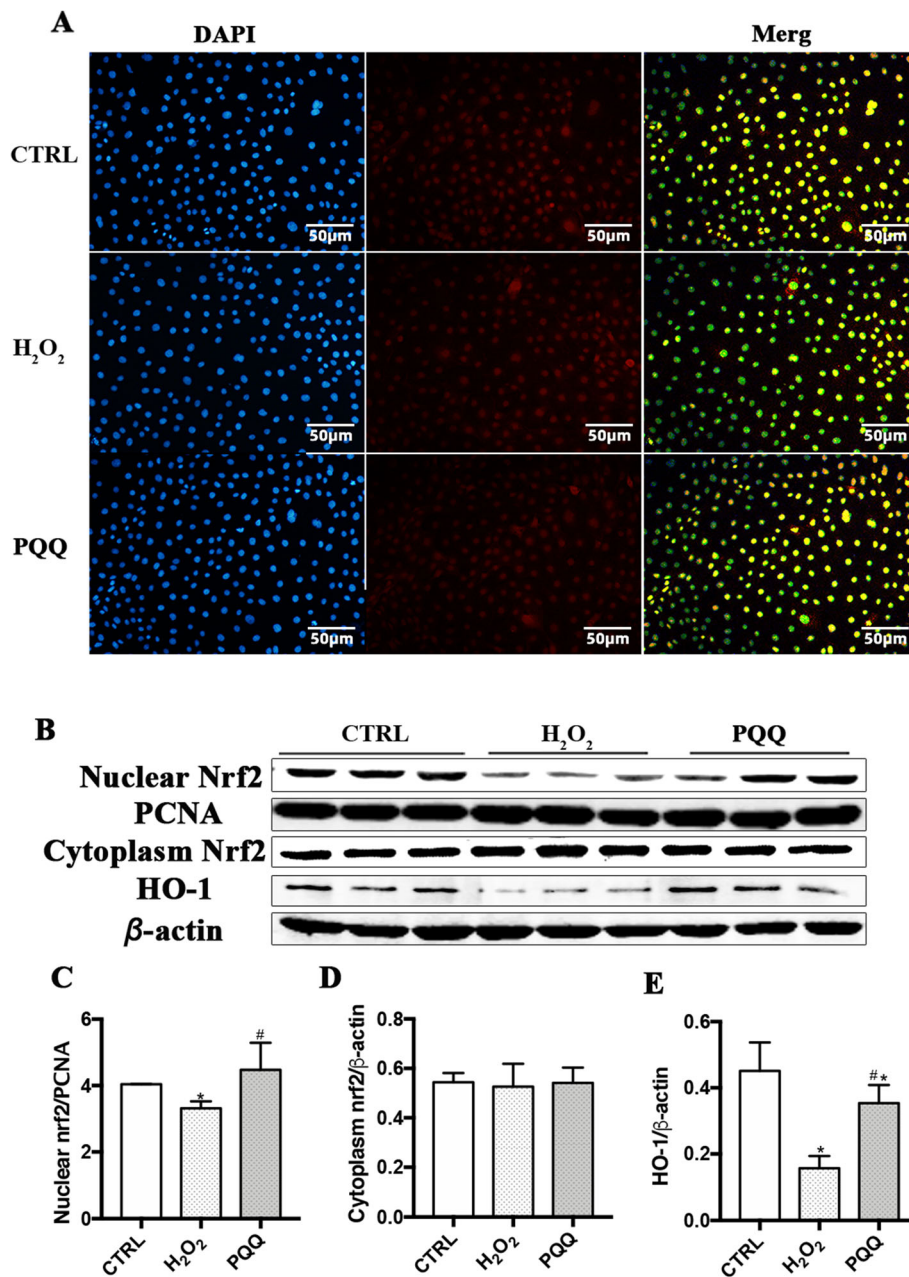 A
DAPI Merg
CTRL
50μm 50μm 50μm
H₂O₂
50μm 50μm 50μm
PQQ
50μm 50μm 50μm
B
CTRL H₂O₂ PQQ
Nuclear Nrf2
PCNA
Cytoplasm Nrf2
HO-1
β-actin
C
Nuclear nrf2/PCNA
6
4
2
0
*
#
CTRL
H₂O₂
PQQ
D
Cytoplasm nrf2/β-actin
0.8
0.6
0.4
0.2
0.0
CTRL
H₂O₂
PQQ
E
HO-1/β-actin
0.6
0.4
0.2
0.0
*
#*
CTRL
H₂O₂
PQQ